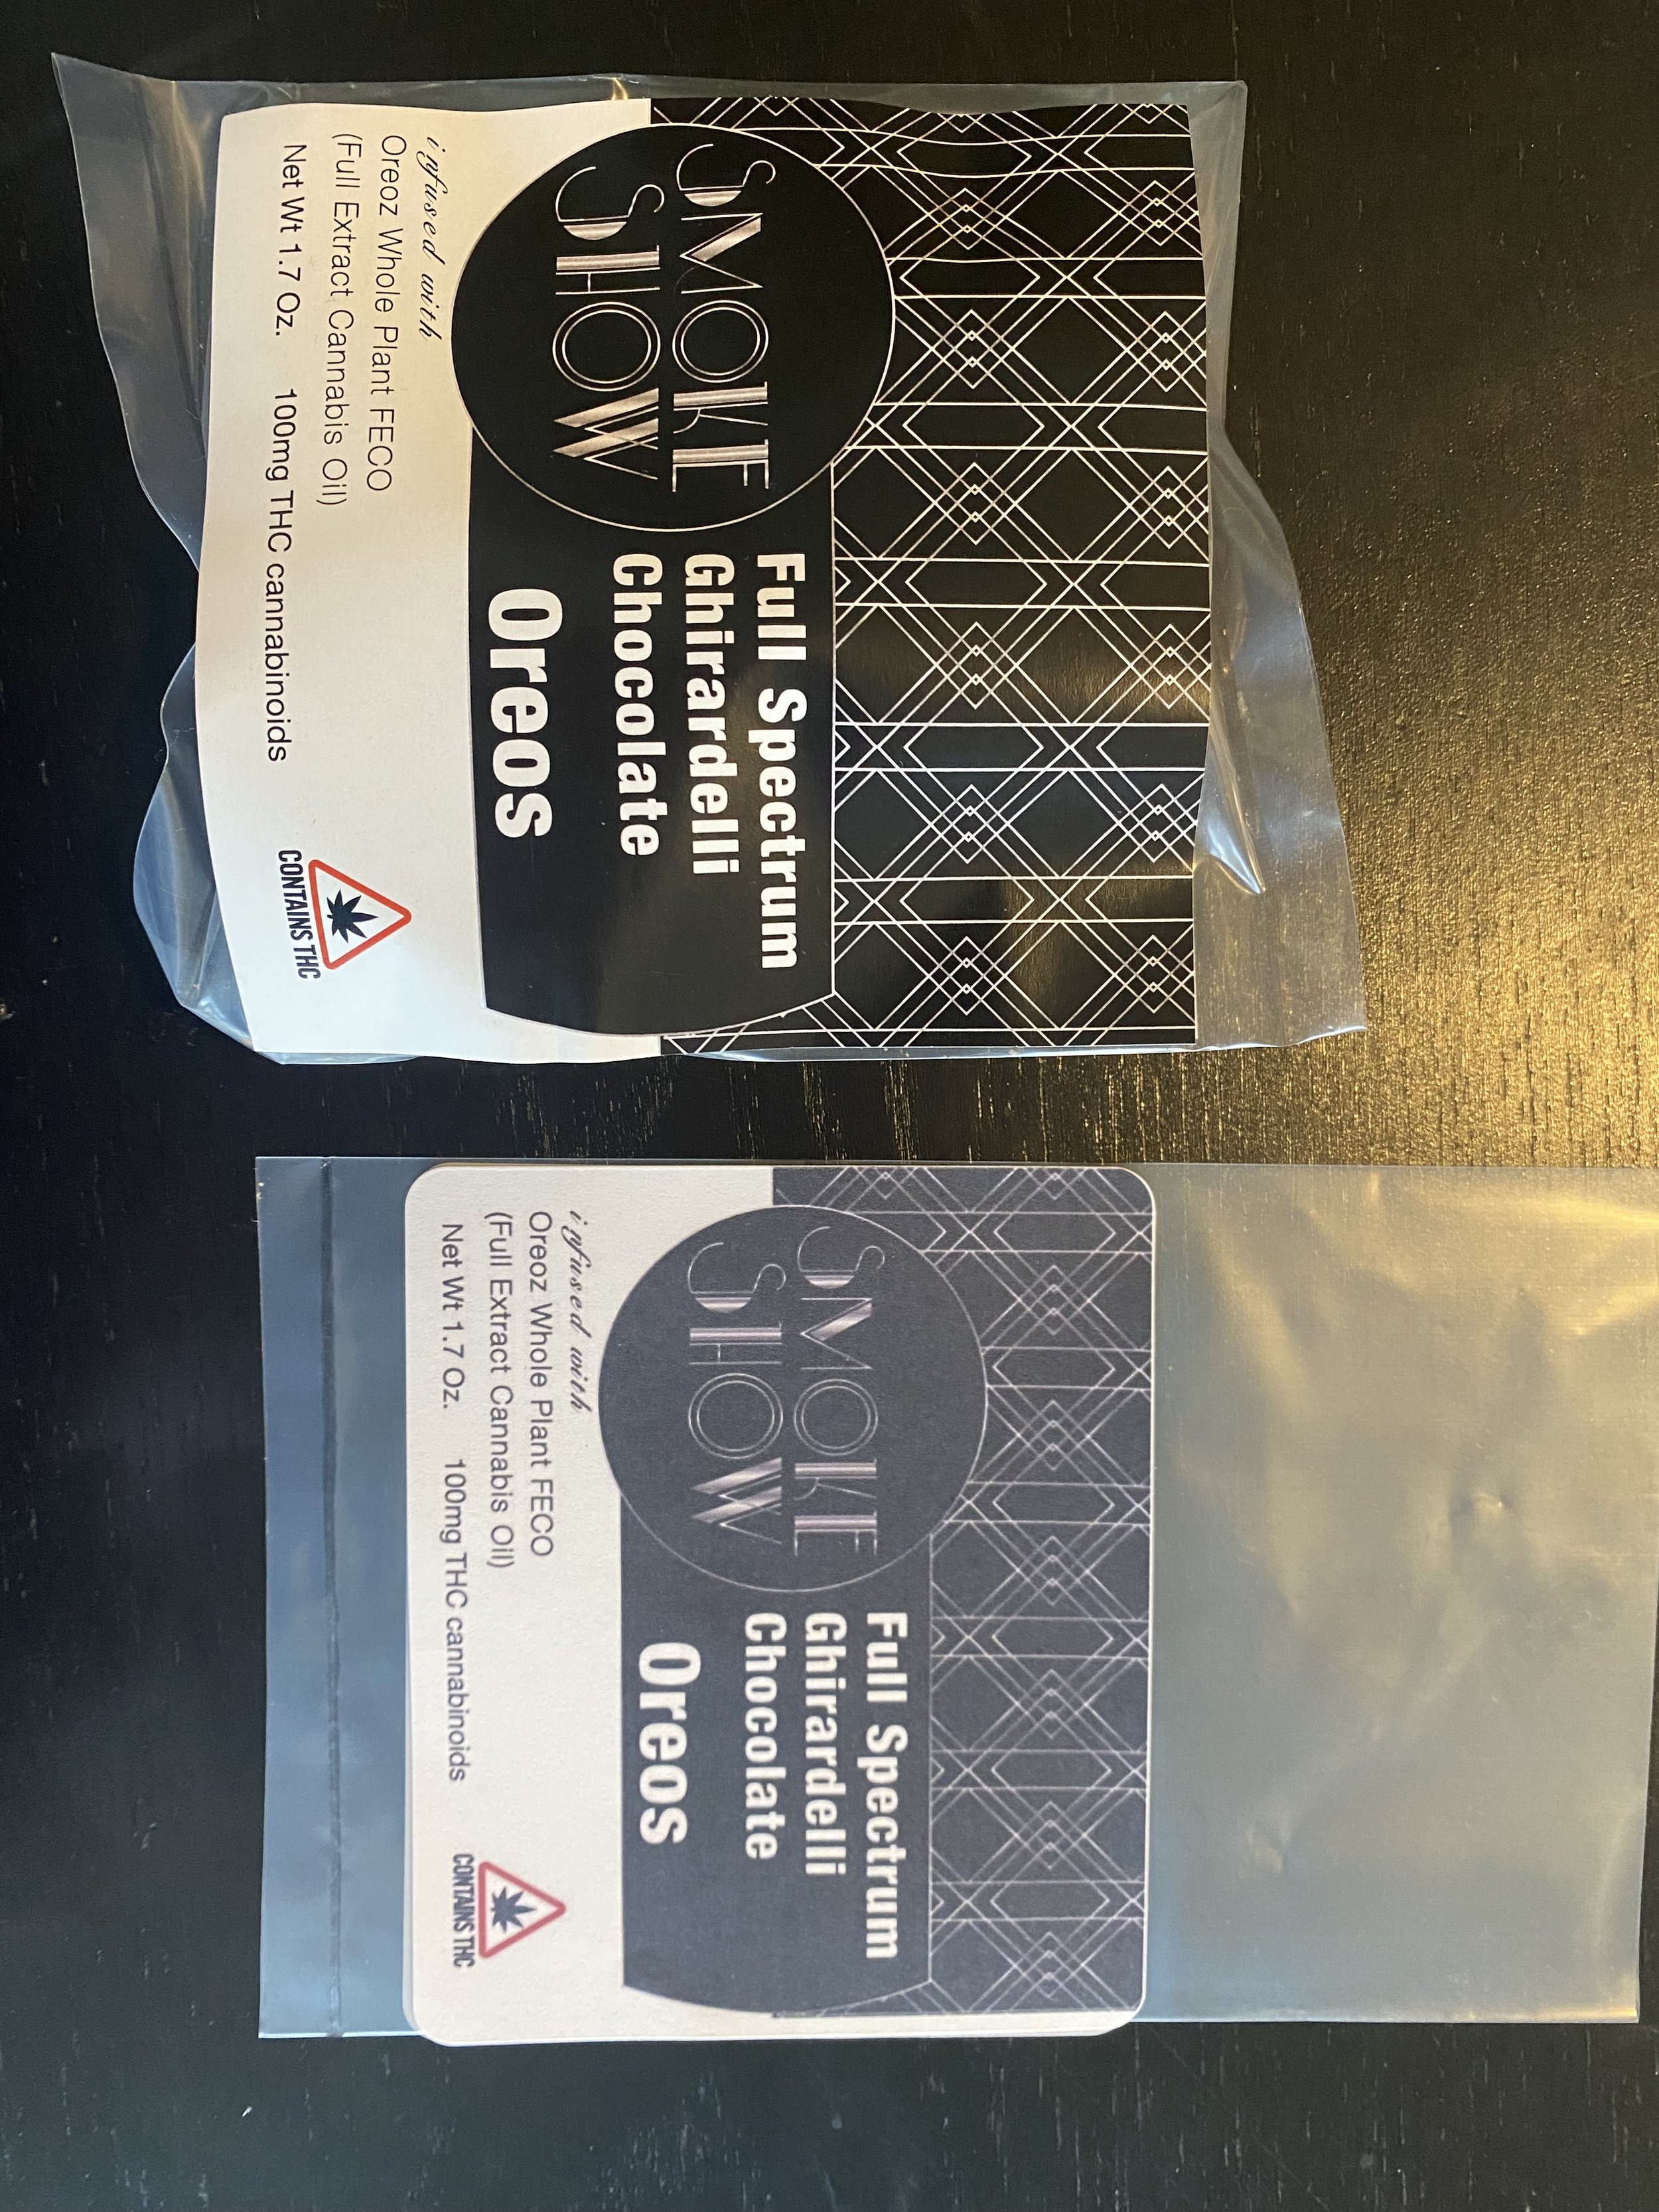 SMOKE
SHOW
Full Spectrum
Ghirardelli
Chocolate
Oreos
infused with
Oreoz Whole Plant FECO
(Full Extract Cannabis Oil)
Net Wt 1.7 Oz. 100mg THC cannabinoids
CONTAINS THC
SMOKE
SHOW
Full Spectrum
Ghirardelli
Chocolate
Oreos
infused with
Oreoz Whole Plant FECO
(Full Extract Cannabis Oil)
Net Wt 1.7 Oz. 100mg THC cannabinoids
CONTAINS THC